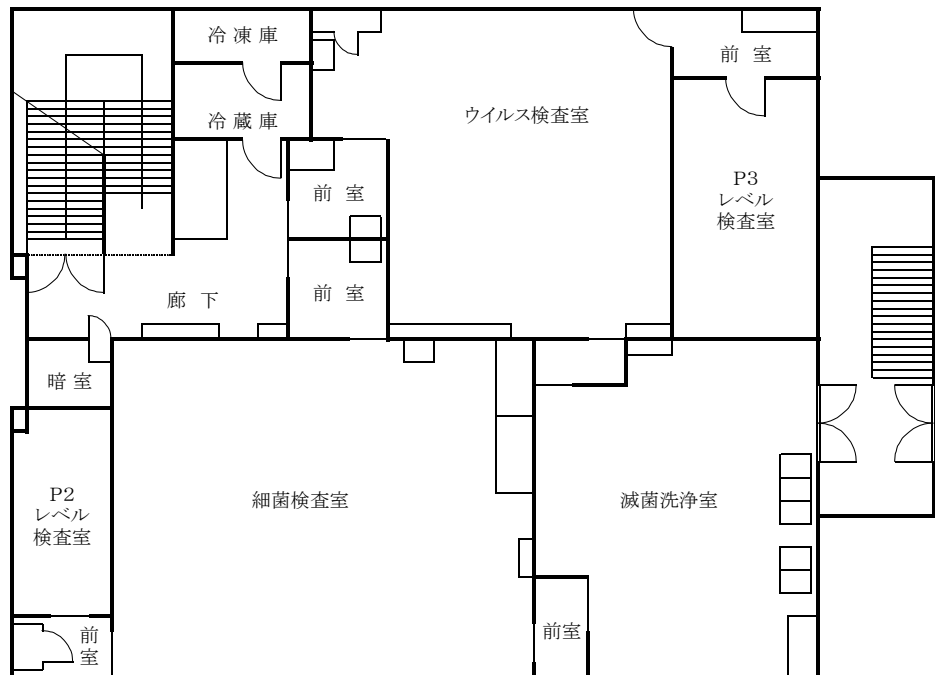 冷凍庫
前室
冷蔵庫
ウイルス検査室
前室
P3
レベル
検査室
前室
廊下
暗室
P2
レベル
検査室
細菌検査室
滅菌洗浄室
前
室
前室